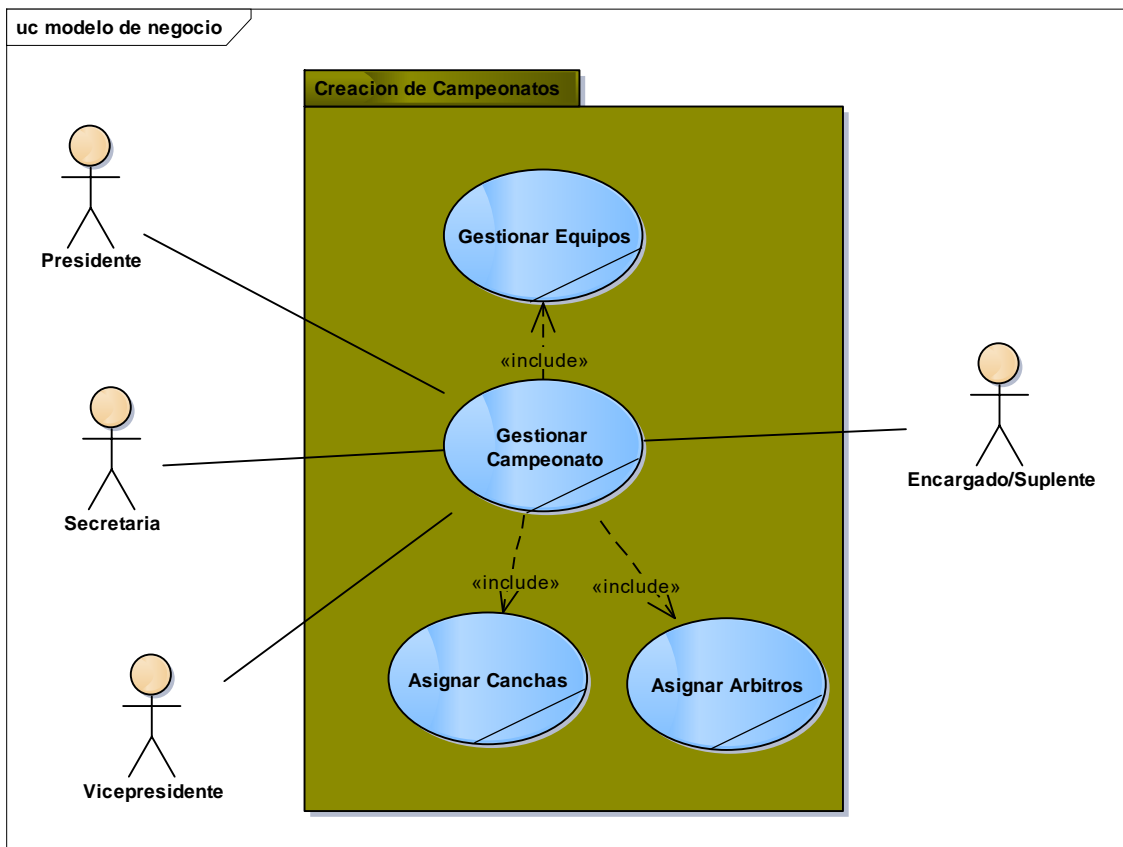 uc modelo de negocio
Creacion de Campeonatos
Presidente
Gestionar Equipos
«include»
Gestionar
Campeonato
Secretaria
Encargado/Suplente
«include»
«include»
Asignar Canchas
Asignar Arbitros
Vicepresidente